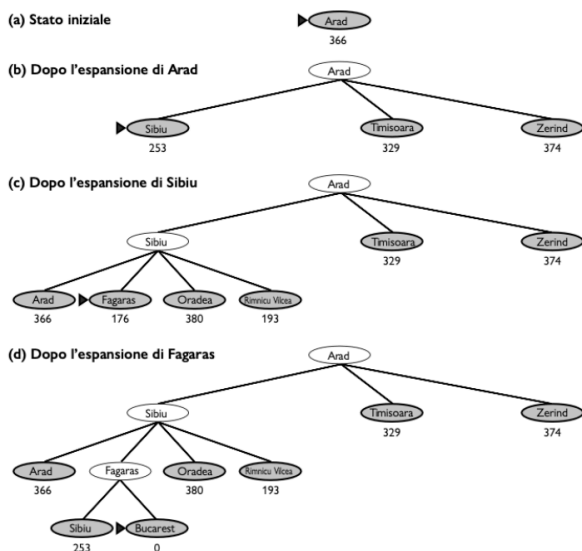 (a) Stato iniziale
Arad
366
(b) Dopo l'espansione di Arad
Arad
Sibiu
Timisoara
Zerind
253
329
374
(c) Dopo l'espansione di Sibiu
Arad
Sibiu
Timisoara
Zerind
329
374
Arad
Fagaras
Oradea
Rimnicu Vilcea
366
176
380
193
(d) Dopo l'espansione di Fagaras
Arad
Sibiu
Timisoara
Zerind
329
374
Arad
Fagaras
Oradea
Rimnicu Vilcea
366
380
193
Sibiu
Bucarest
253
0